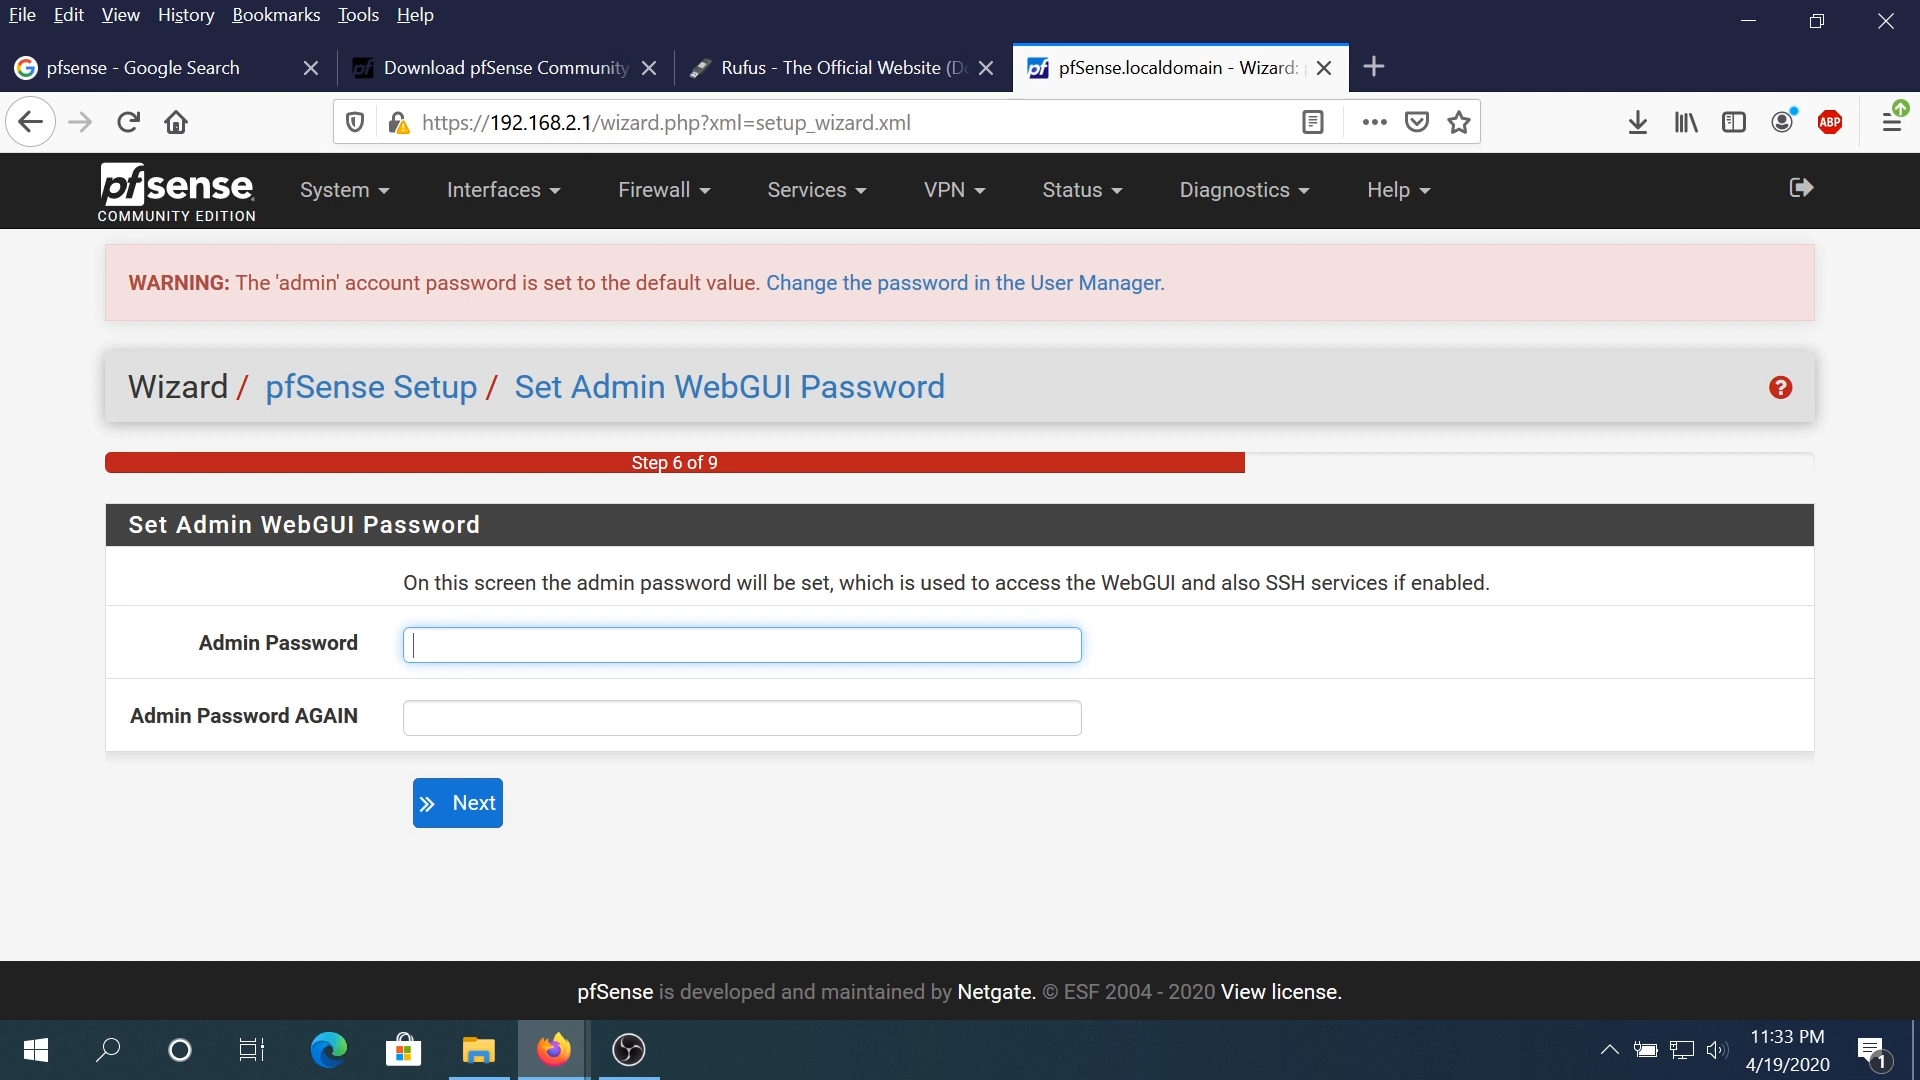 File Edit View History Bookmarks Tools Help
pfsense - Google Search
Download pfSense Community
Rufus - The Official Website (Do
pfSense.localdomain - Wizard:
https://192.168.2.1/wizard.php?xml=setup_wizard.xml
ABP
pfsense
COMMUNITY EDITION
System Interfaces Firewall Services VPN Status Diagnostics Help
WARNING: The 'admin' account password is set to the default value. Change the password in the User Manager.
Wizard / pfSense Setup / Set Admin WebGUI Password
Step 6 of 9
Set Admin WebGUI Password
On this screen the admin password will be set, which is used to access the WebGUI and also SSH services if enabled.
Admin Password
Admin Password AGAIN
Next
pfSense is developed and maintained by Netgate. © ESF 2004 - 2020 View license.
11:33 PM
4/19/2020
1